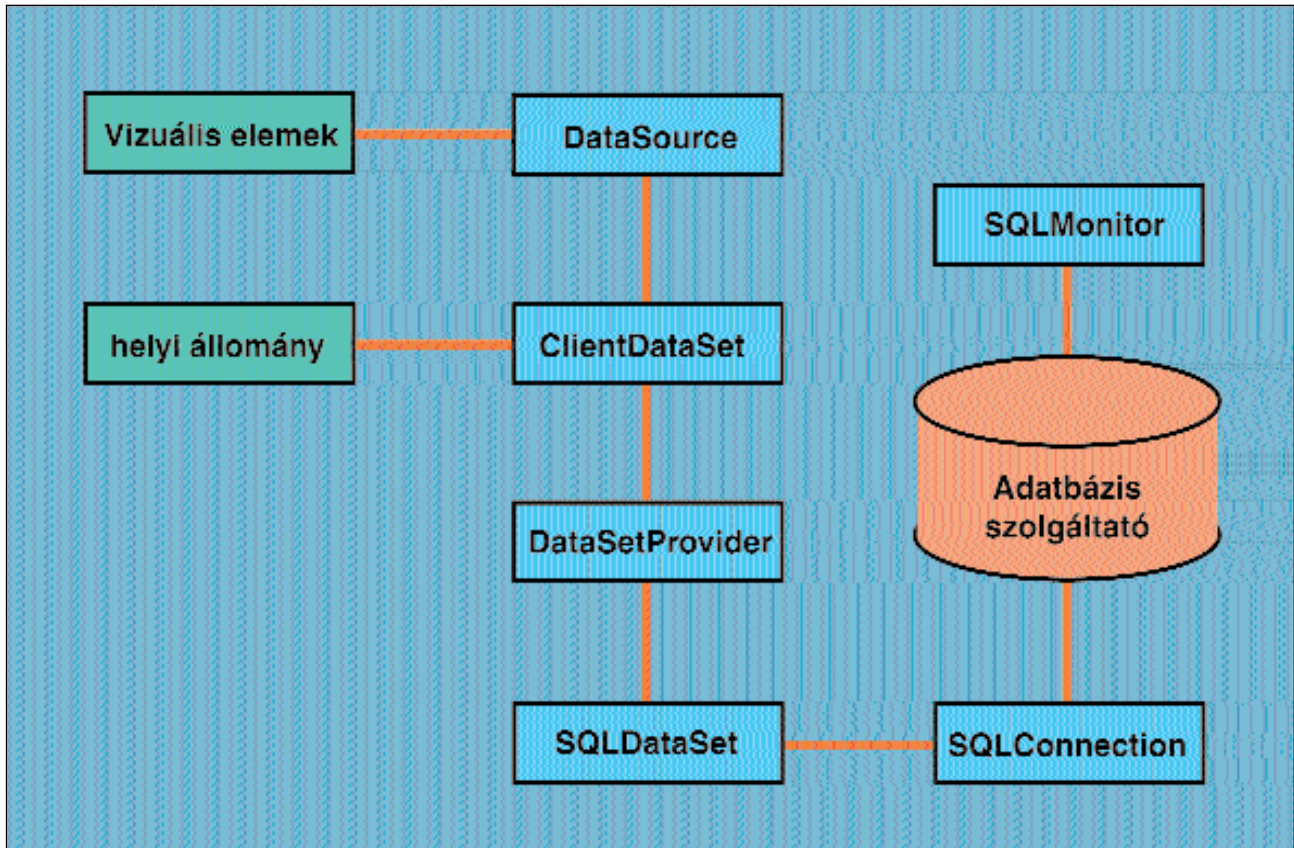 Vizuális elemek
DataSource
SQLMonitor
helyi állomány
ClientDataSet
Adatbázis
szolgáltató
DataSetProvider
SQLDataSet
SQLConnection